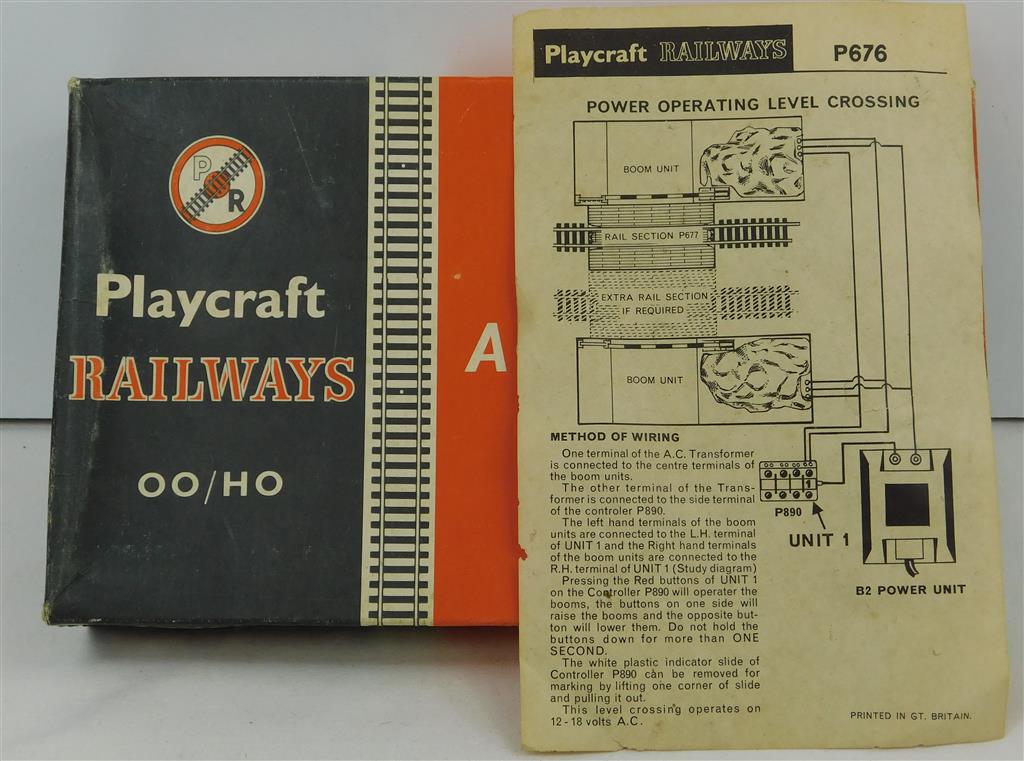 P
R
Playcraft
RAILWAYS
OO/HO
A
Playcraft RAILWAYS P676
POWER OPERATING LEVEL CROSSING
BOOM UNIT
RAIL SECTION P677
EXTRA RAIL SECTION
IF REQUIRED
BOOM UNIT
METHOD OF WIRING
One terminal of the A.C. Transformer
is connected to the centre terminals of
the boom units.
The other terminal of the Trans-
former is connected to the side terminal
of the controler P890.
The left hand terminals of the boom
units are connected to the L.H. terminal
of UNIT 1 and the Right hand terminals
of the boom units are connected to the
R.H. terminal of UNIT 1 (Study diagram)
Pressing the Red buttons of UNIT 1
on the Controller P890 will operater the
booms, the buttons on one side will
raise the booms and the opposite but-
ton will lower them. Do not hold the
buttons down for more than ONE
SECOND.
The white plastic indicator slide of
Controller P890 can be removed for
marking by lifting one corner of slide
and pulling it out.
This level crossing operates on
12-18 volts A.C.
1
P890
UNIT 1
B2 POWER UNIT
PRINTED IN GT. BRITAIN.